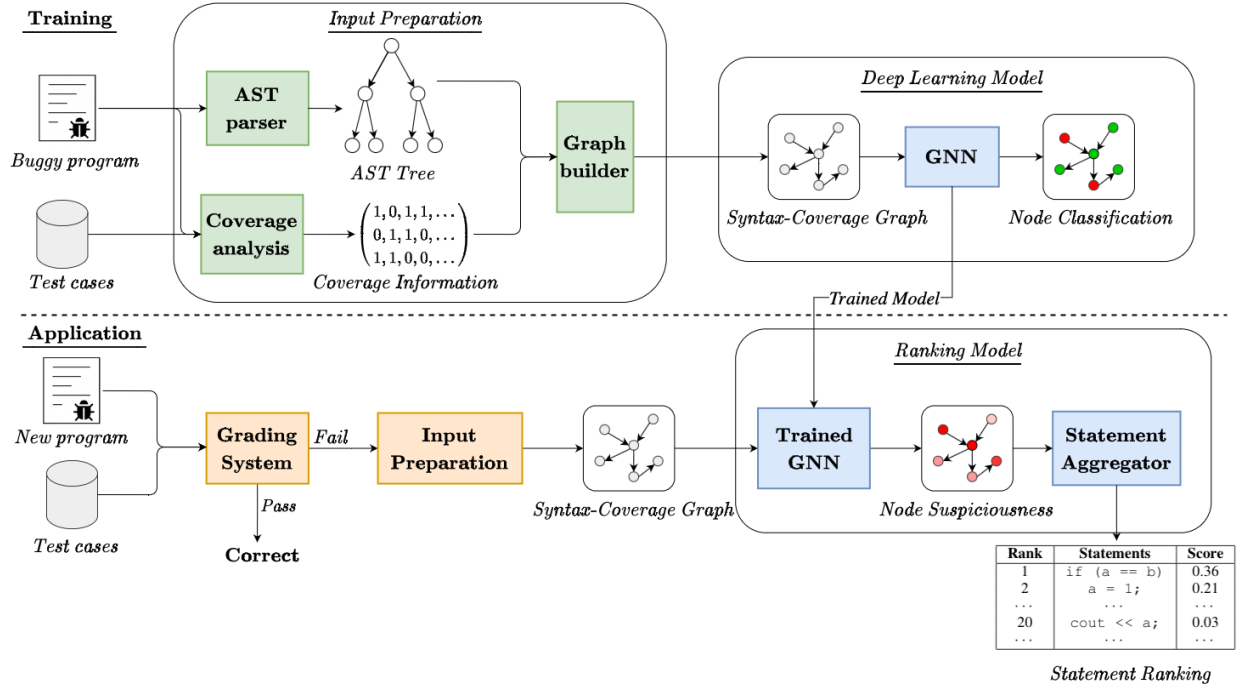 Training
Input Preparation
Deep Learning Model
AST
parser
Graph
builder
GNN
Buggy program
AST Tree
Syntax-Coverage Graph
Node Classification
Coverage
analysis
1, 0, 1, 1, ...
0, 1, 1, 0, ...
1, 1, 0, 0, ...
Test cases
Coverage Information
Trained Model
Application
Ranking Model
New program
Grading
System
Fail
Input
Preparation
Trained
GNN
Statement
Aggregator
Pass
Syntax-Coverage Graph
Node Suspiciousness
Test cases
Correct
Rank Statements Score
1 if (a == b) 0.36
2 a = 1; 0.21
... ... ...
20 cout << a; 0.03
... ... ...
Statement Ranking